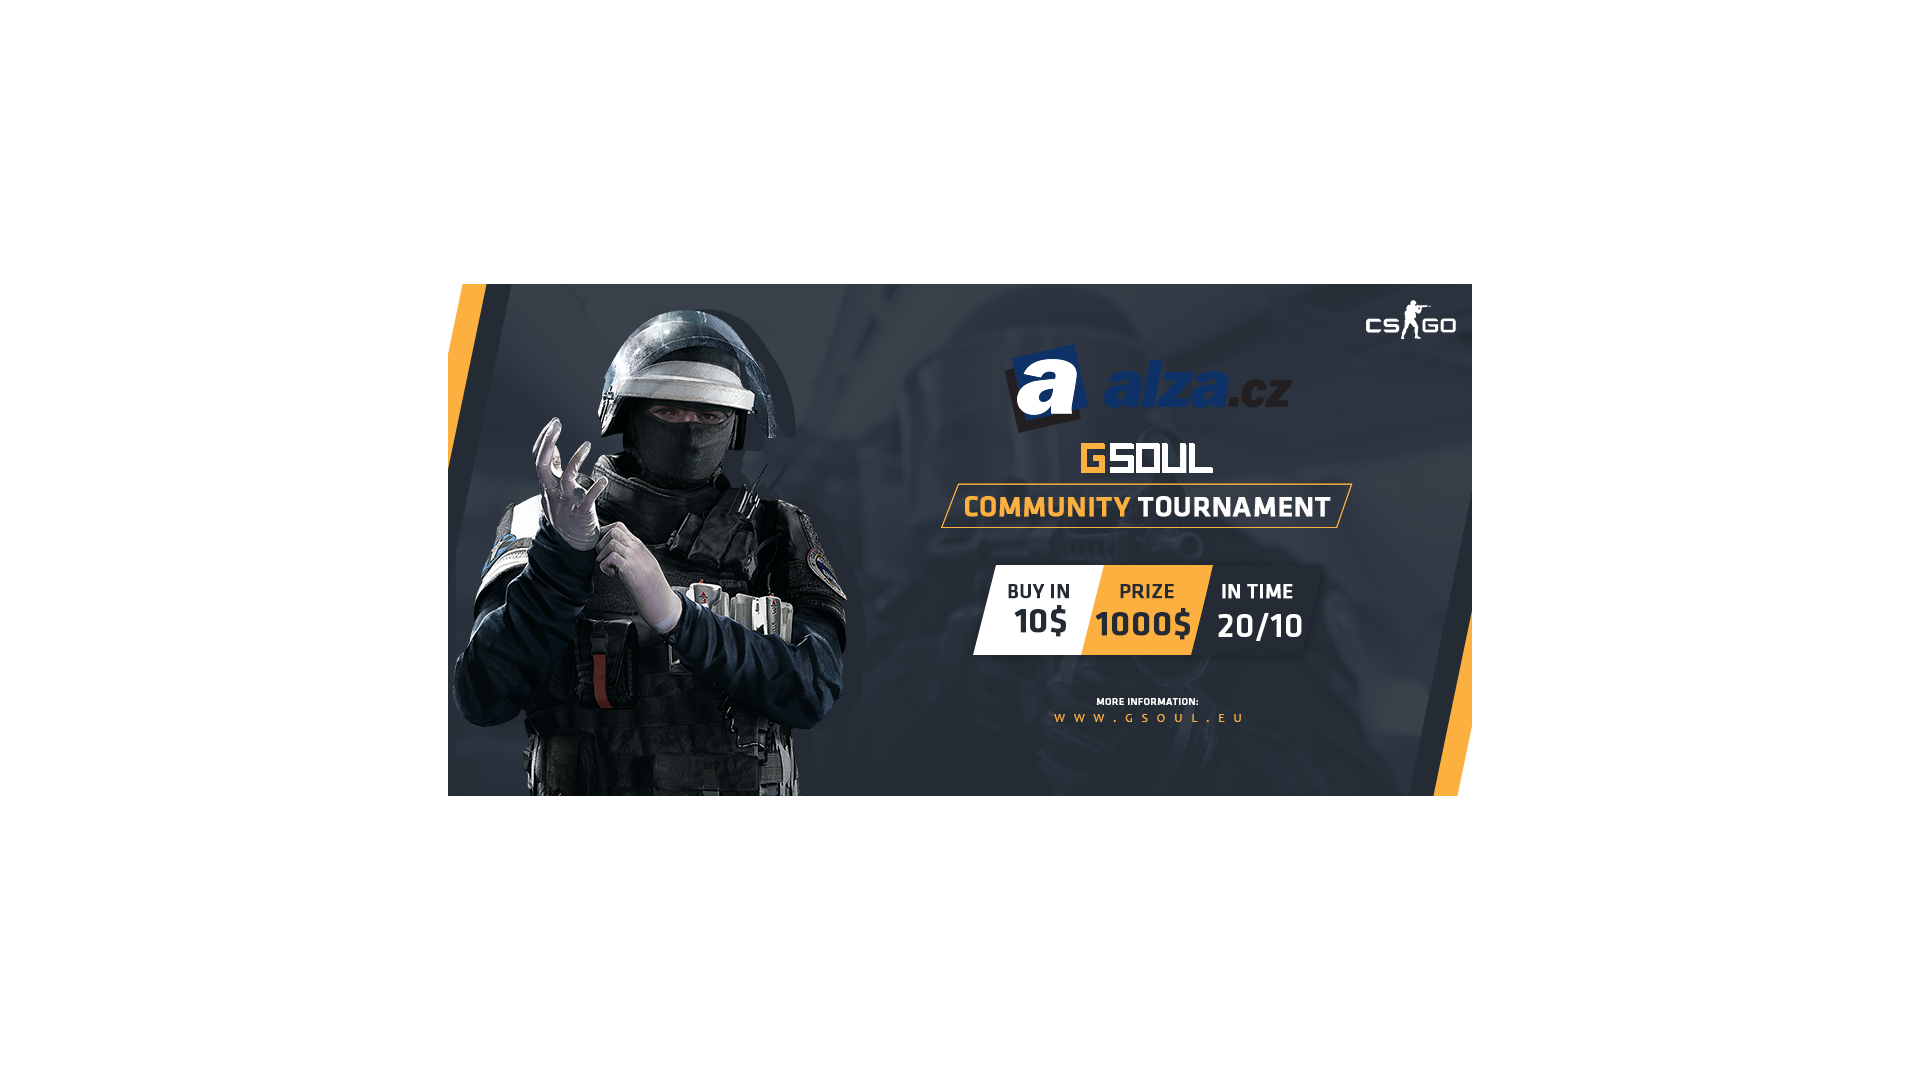 CS GO
a alza.cz
GSOUL
COMMUNITY TOURNAMENT
BUY IN
10$
PRIZE
1000$
IN TIME
20/10
MORE INFORMATION:
WWW.GSOUL.EU